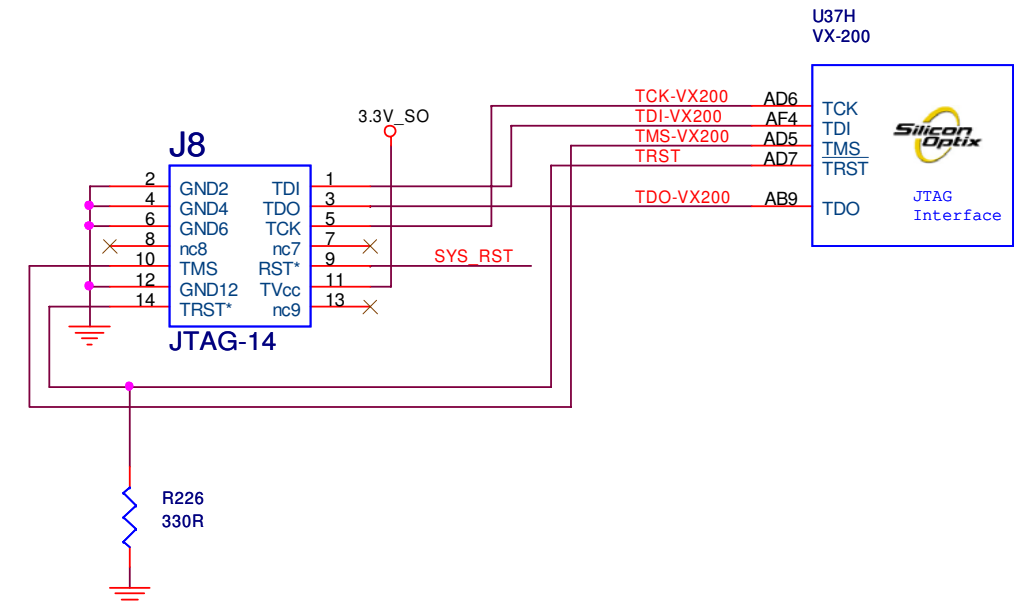 U37H
VX-200
TCK-VX200
AD6
TCK
TDI-VX200
AF4
TDI
TMS-VX200
AD5
TMS
TRST
AD7
TRST
TDO-VX200
AB9
TDO
Silicon
Optix
JTAG
Interface
3.3V_SO
J8
2 GND2 TDI 1
4 GND4 TDO 3
6 GND6 TCK 5
8 nc8 nc7 7
10 TMS RST* 9
SYS_RST
12 GND12 TVcc 11
14 TRST* nc9 13
JTAG-14
R226
330R